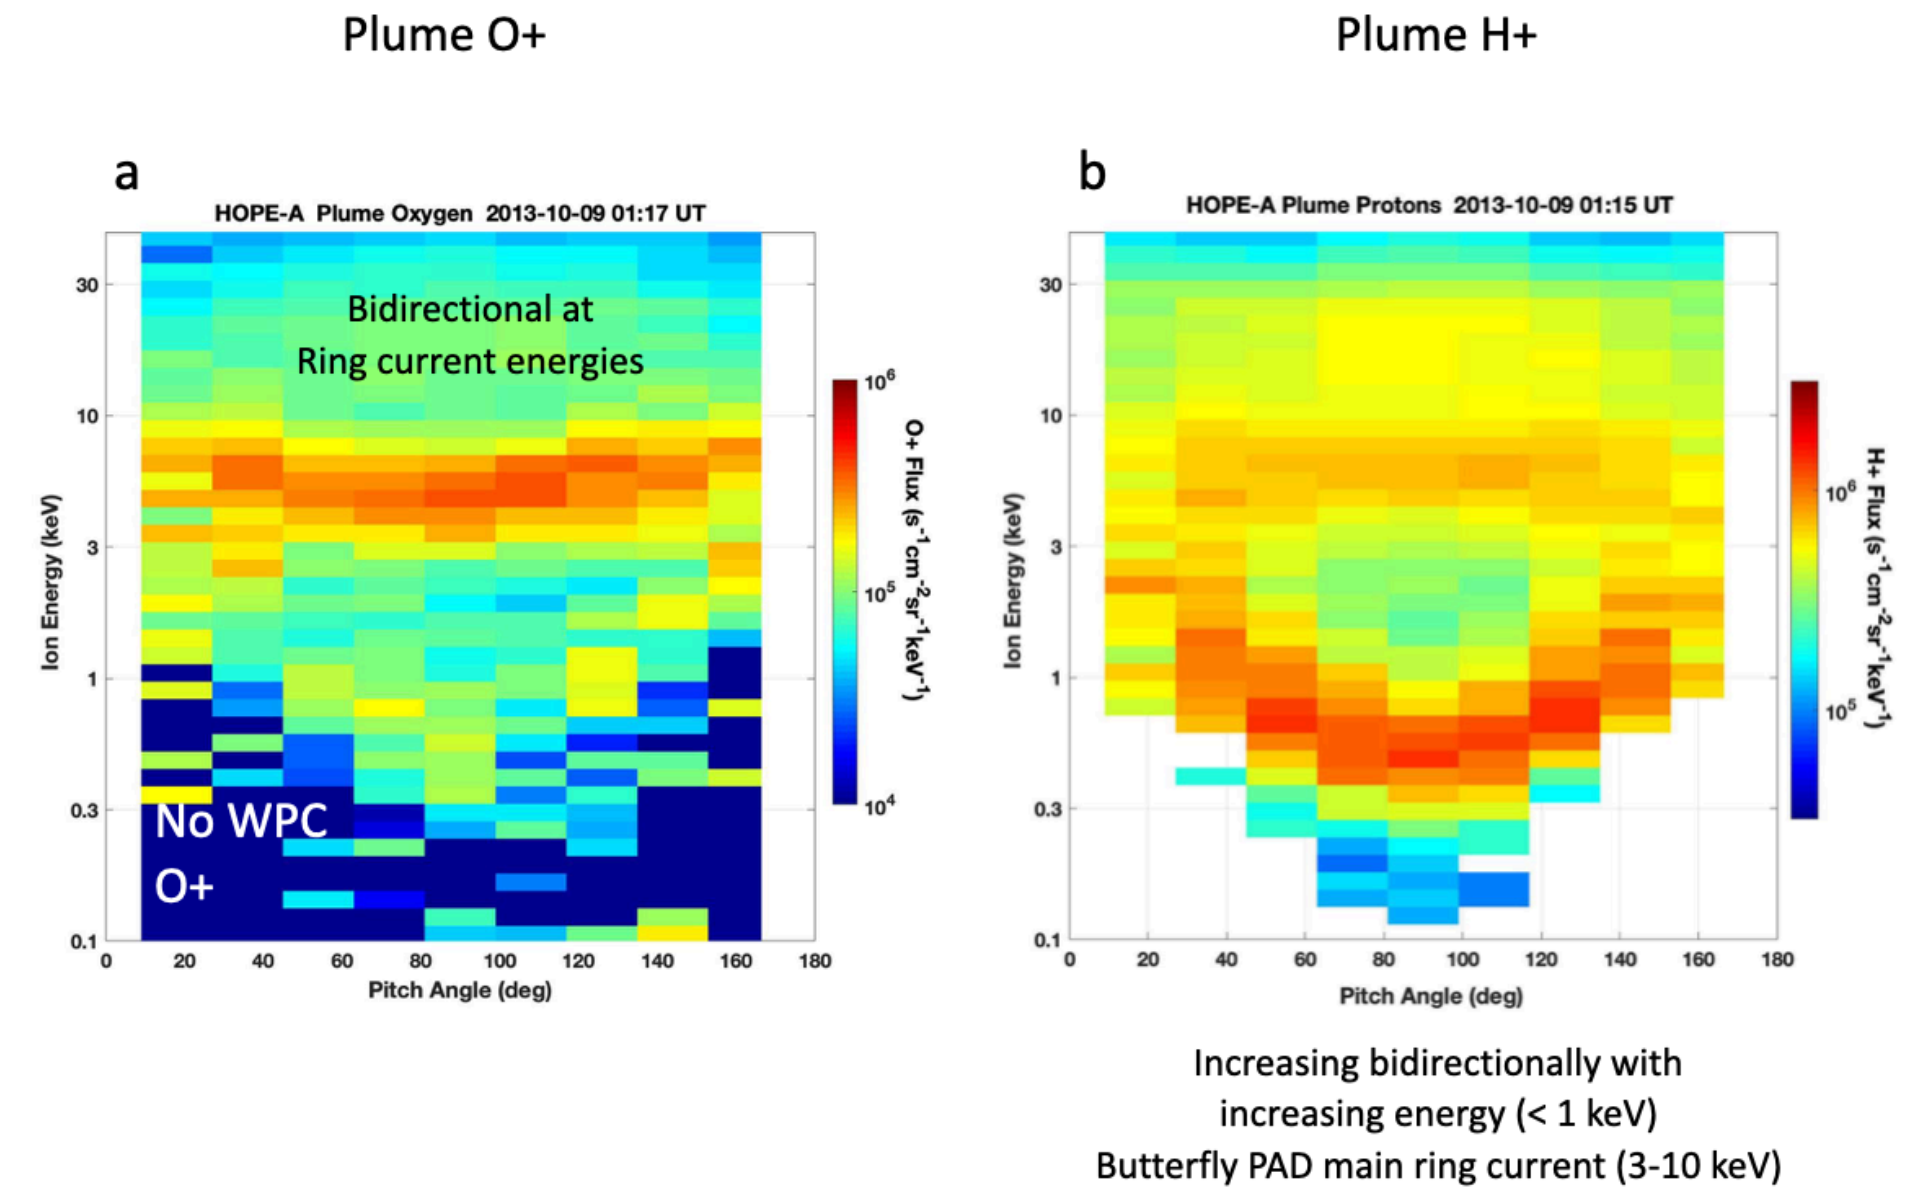 Plume O+
Plume H+
a
HOPE-A Plume Oxygen 2013-10-09 01:17 UT
Bidirectional at
Ring current energies
No WPC
O+
30
10
3
1
0.3
0.1
Ion Energy (keV)
0 20 40 60 80 100 120 140 160 180
Pitch Angle (deg)
10^6
10^5
10^4
O+ Flux (s^-1cm^-2sr^-1keV^-1)
b
HOPE-A Plume Protons 2013-10-09 01:15 UT
30
10
3
1
0.3
0.1
Ion Energy (keV)
0 20 40 60 80 100 120 140 160 180
Pitch Angle (deg)
10^6
10^5
H+ Flux (s^-1cm^-2sr^-1keV^-1)
Increasing bidirectionally with
increasing energy (< 1 keV)
Butterfly PAD main ring current (3-10 keV)